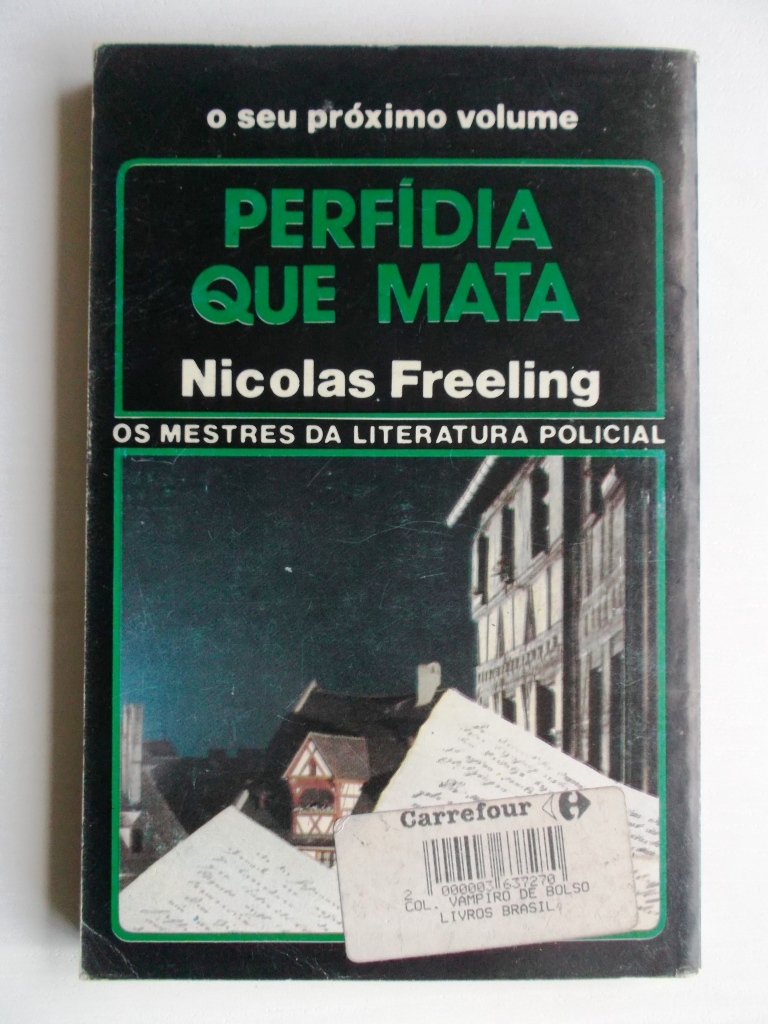 o seu próximo volume
PERFÍDIA
QUE MATA
Nicolas Freeling
OS MESTRES DA LITERATURA POLICIAL
Carrefour
2 000003 637270
COL. VAMPIRO DE BOLSO
LIVROS BRASIL